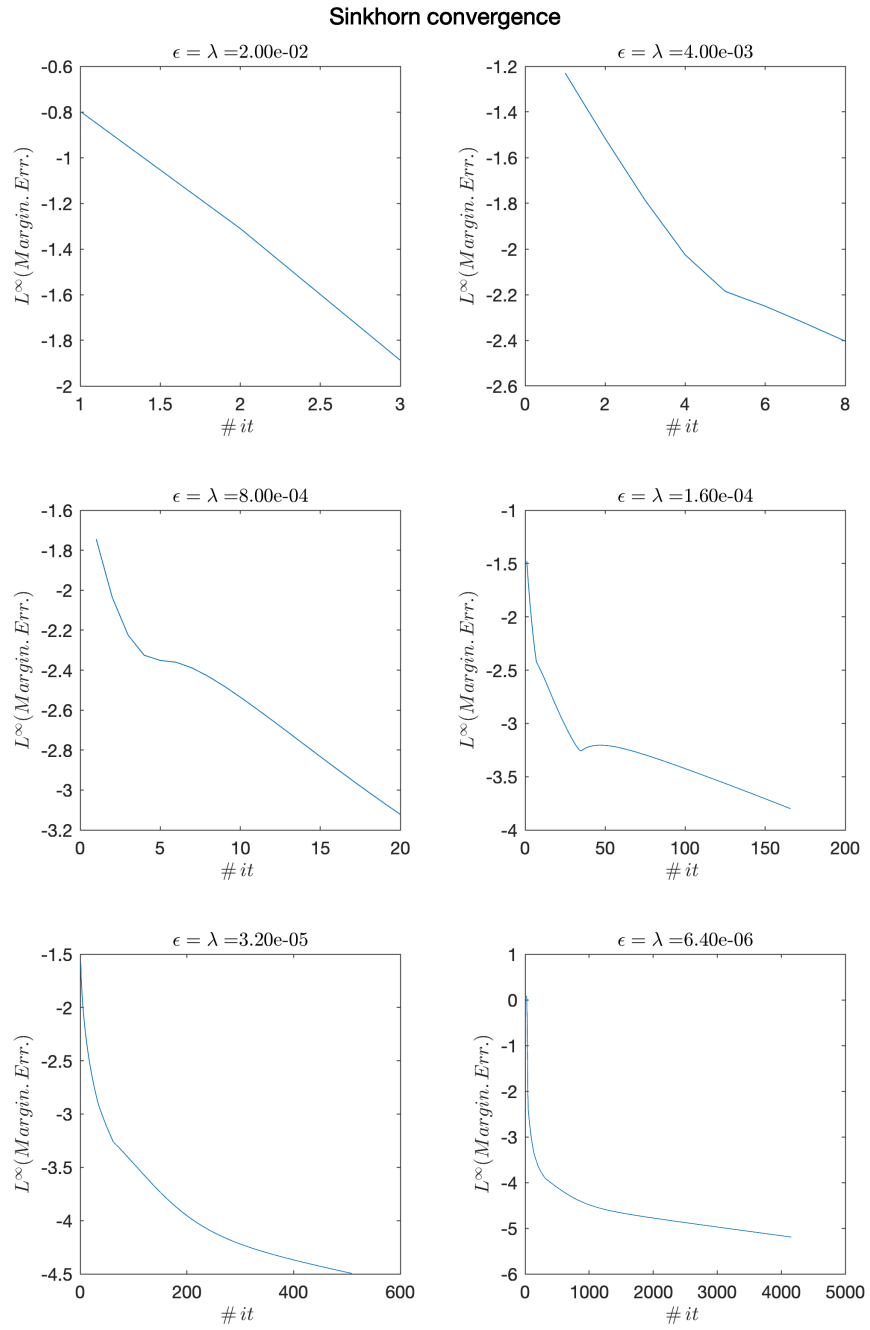 Sinkhorn convergence
ϵ = λ =2.00e-02
-0.6
-0.8
-1
-1.2
-1.4
-1.6
-1.8
-2
L∞(Margin. Err.)
1 1.5 2 2.5 3
# it
ϵ = λ =4.00e-03
-1.2
-1.4
-1.6
-1.8
-2
-2.2
-2.4
-2.6
L∞(Margin. Err.)
0 2 4 6 8
# it
ϵ = λ =8.00e-04
-1.6
-1.8
-2
-2.2
-2.4
-2.6
-2.8
-3
-3.2
L∞(Margin. Err.)
0 5 10 15 20
# it
ϵ = λ =1.60e-04
-1
-1.5
-2
-2.5
-3
-3.5
-4
L∞(Margin. Err.)
0 50 100 150 200
# it
ϵ = λ =3.20e-05
-1.5
-2
-2.5
-3
-3.5
-4
-4.5
L∞(Margin. Err.)
0 200 400 600
# it
ϵ = λ =6.40e-06
1
0
-1
-2
-3
-4
-5
-6
L∞(Margin. Err.)
0 1000 2000 3000 4000 5000
# it